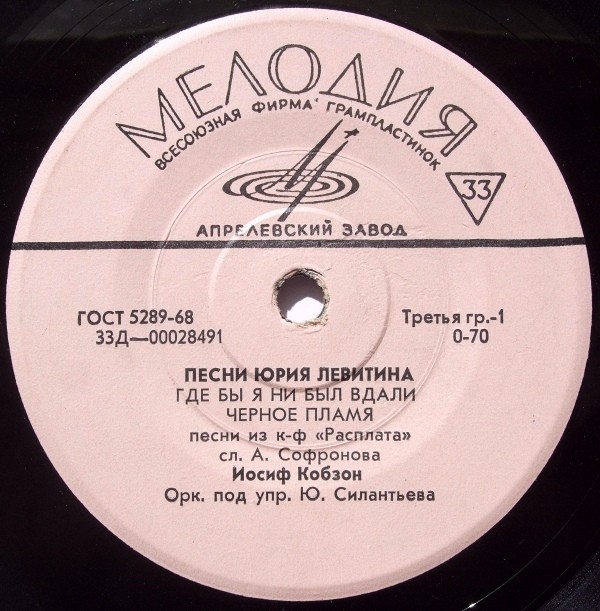 МЕЛОДИЯ
ВСЕСОЮЗНАЯ ФИРМА ГРАМПЛАСТИНОК
33
АПРЕЛЕВСКИЙ ЗАВОД
ГОСТ 5289-68
33Д—00028491
Третья гр.-1
0-70
ПЕСНИ ЮРИЯ ЛЕВИТИНА
ГДЕ БЫ Я НИ БЫЛ ВДАЛИ
ЧЕРНОЕ ПЛАМЯ
песни из к-ф «Расплата»
сл. А. Софронова
Иосиф Кобзон
Орк. под упр. Ю. Силантьева